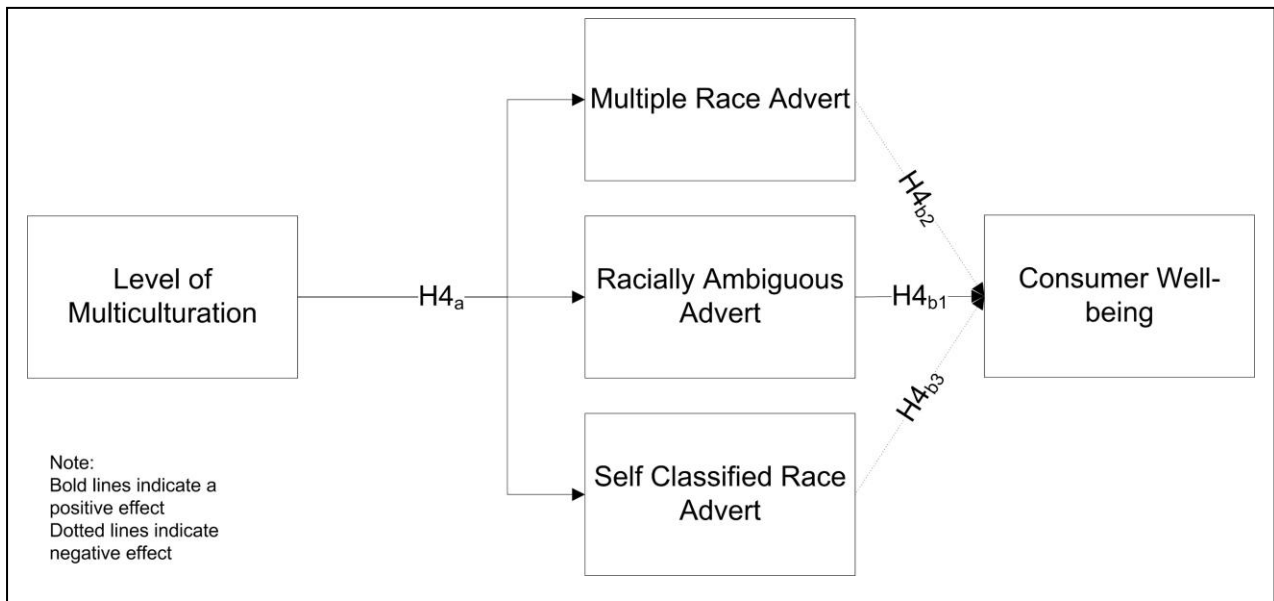 Multiple Race Advert
H4b2
Level of
Multiculturation
H4a
Racially Ambiguous
Advert
H4b1
Consumer Well-
being
H4b3
Self Classified Race
Advert
Note:
Bold lines indicate a
positive effect
Dotted lines indicate
negative effect